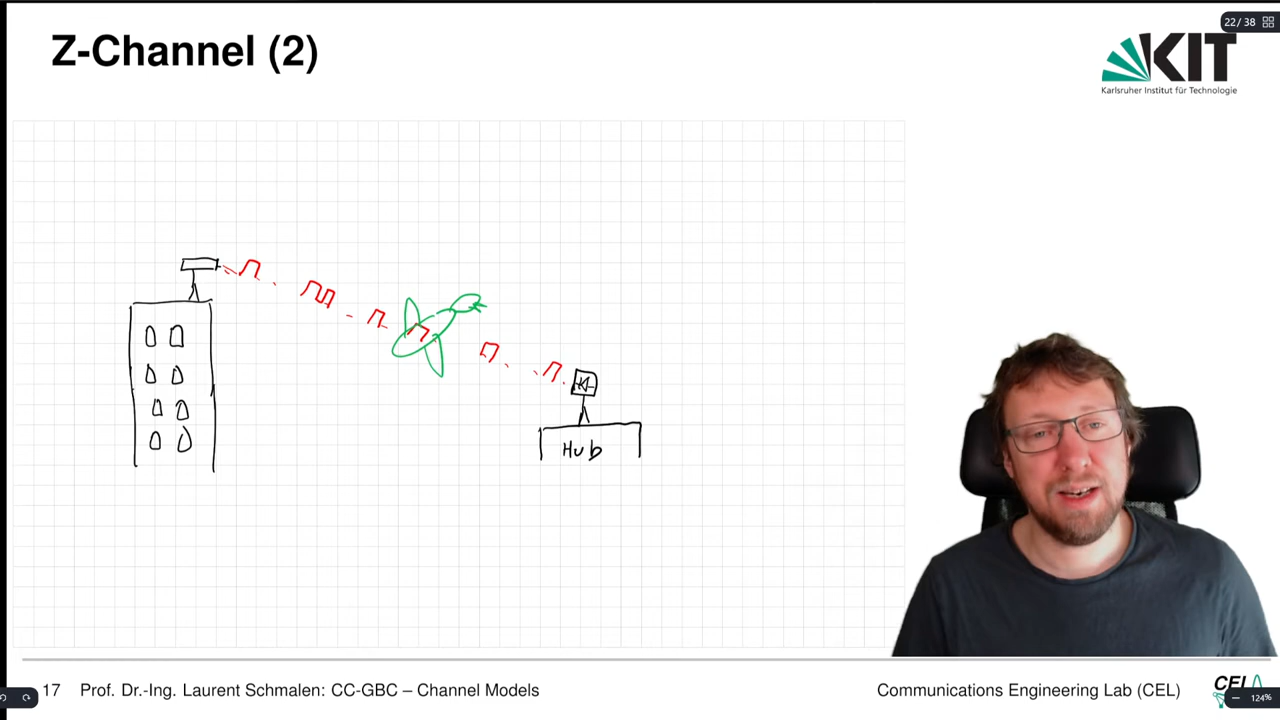 Z-Channel (2)
22/ 38
KIT
Karlsruher Institut für Technologie
Hub
17 Prof. Dr.-Ing. Laurent Schmalen: CC-GBC – Channel Models
Communications Engineering Lab (CEL)
CEL
124%